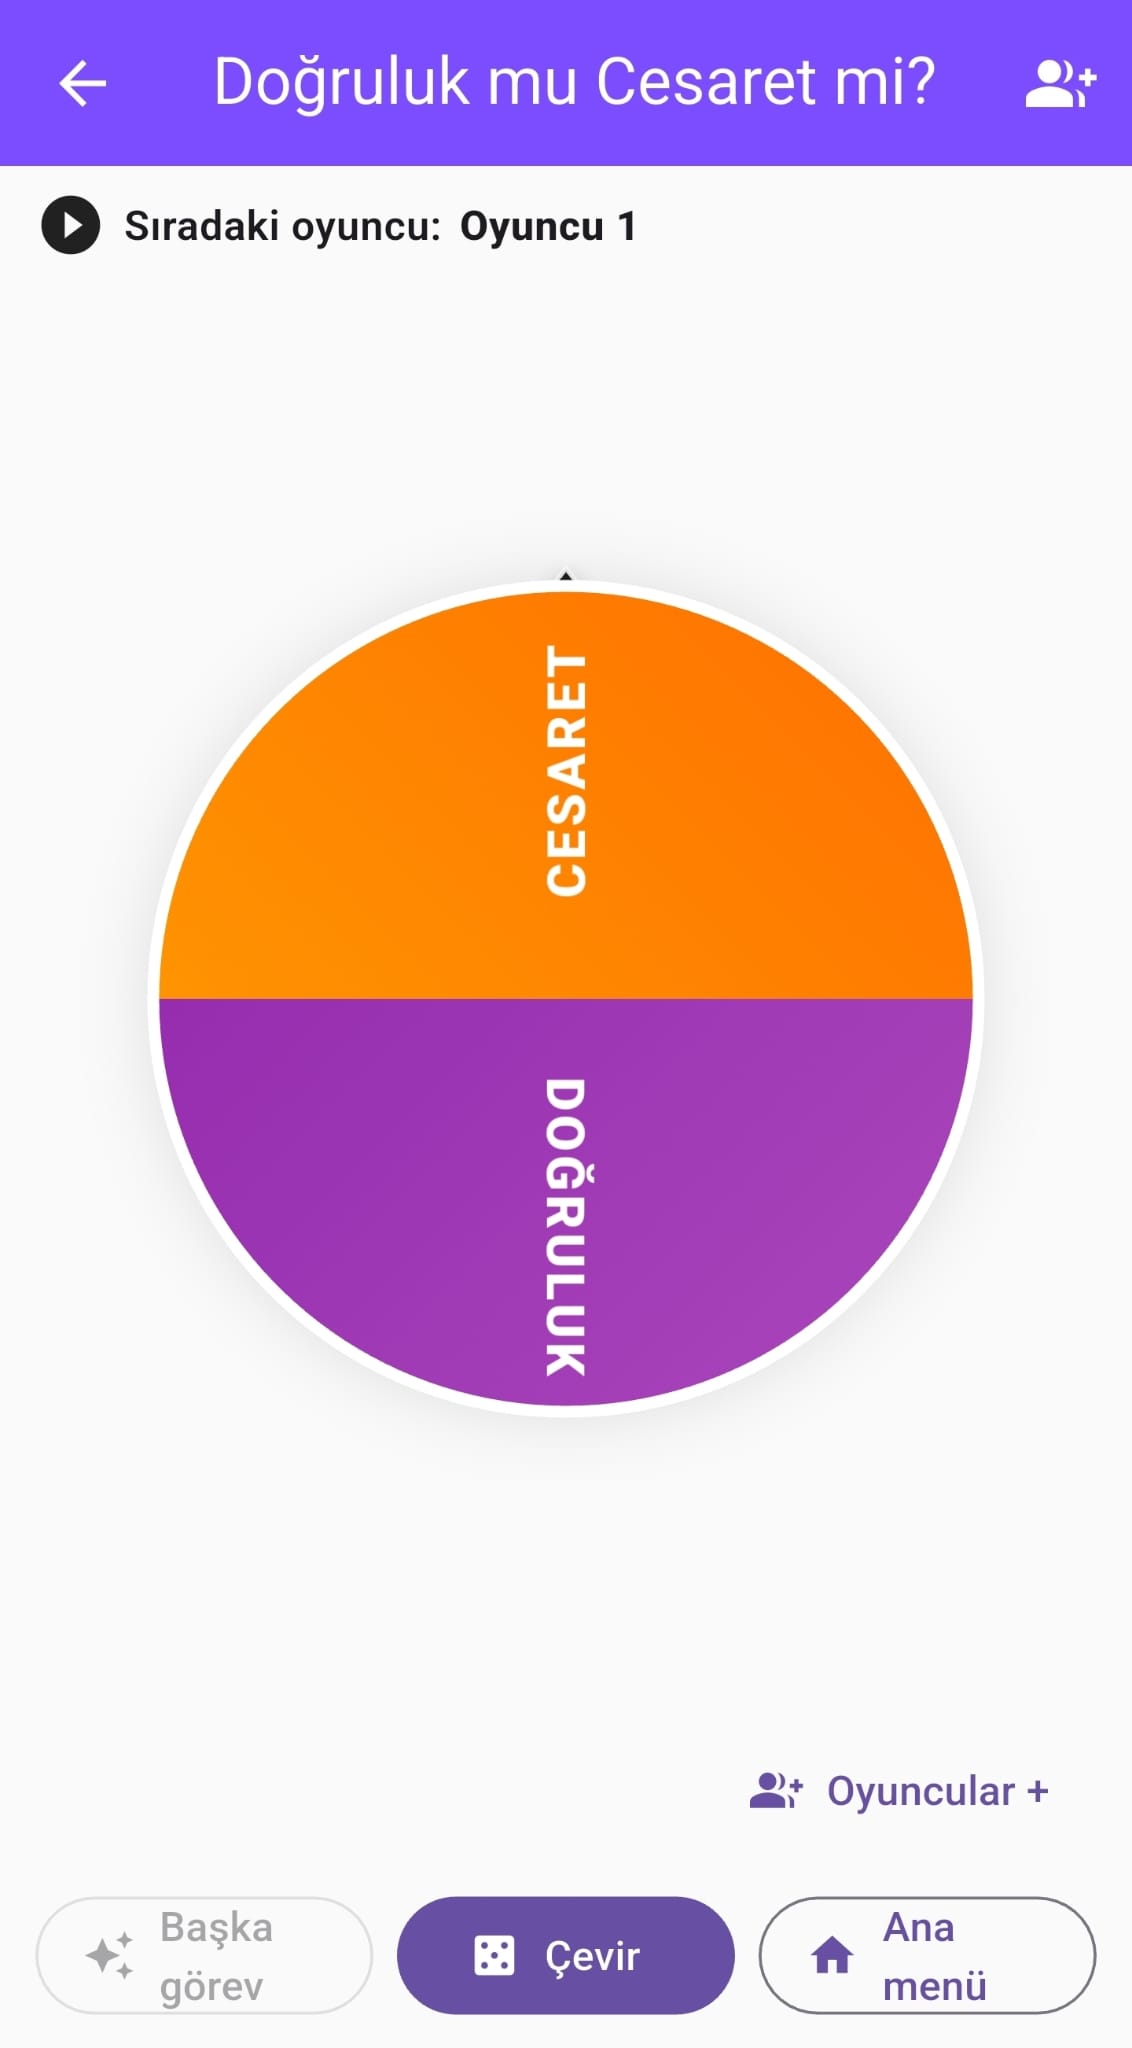 Doğruluk mu Cesaret mi?
Sıradaki oyuncu: Oyuncu 1
CESARET
DOĞRULUK
Oyuncular +
Başka
görev
Çevir
Ana
menü